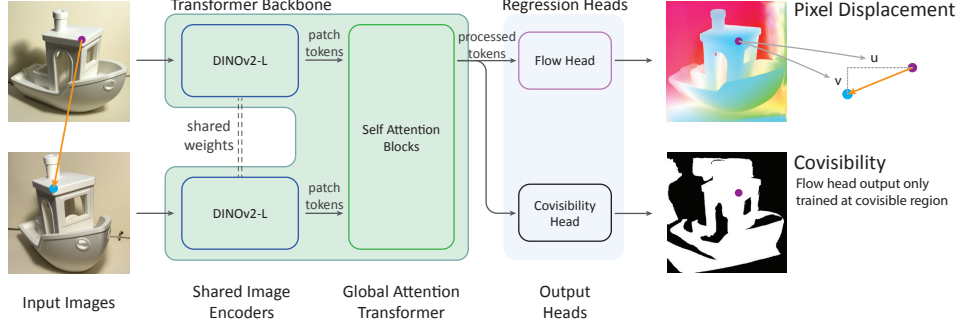 Transformer Backbone
Regression Heads
Pixel Displacement
DINOv2-L
patch
tokens
processed
tokens
Flow Head
u
v
shared
weights
Self Attention
Blocks
DINOv2-L
patch
tokens
Covisibility
Head
Covisibility
Flow head output only
trained at covisible region
Input Images
Shared Image
Encoders
Global Attention
Transformer
Output
Heads